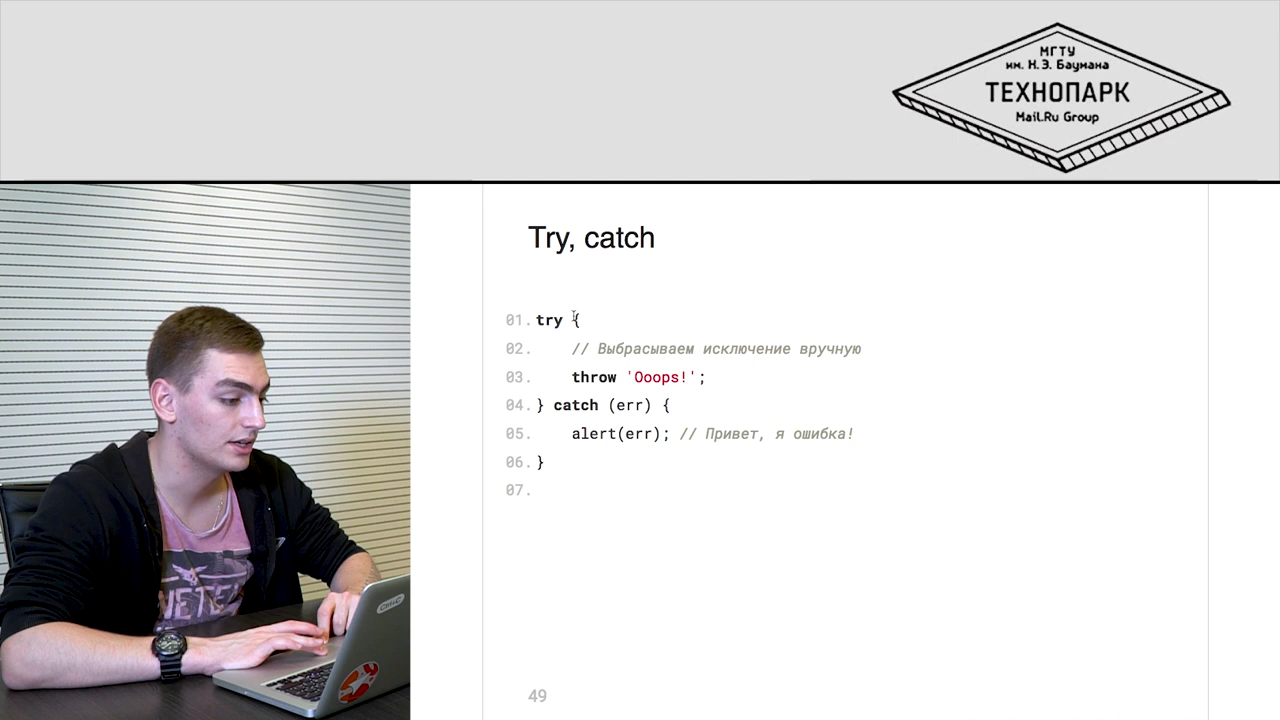 МГТУ
им. Н.Э. Баумана
ТЕХНОПАРК
Mail.Ru Group
Try, catch
01. try {
02. // Выбрасываем исключение вручную
03. throw 'Ooops!';
04. } catch (err) {
05. alert(err); // Привет, я ошибка!
06. }
07.
49